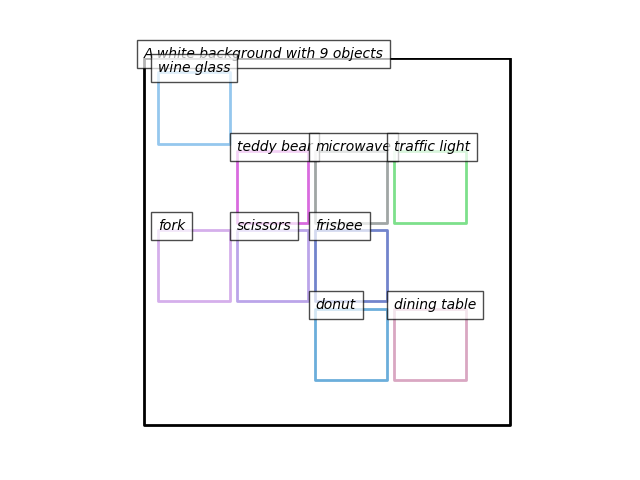 A white background with 9 objects
wine glass
teddy bear
microwave
traffic light
fork
scissors
frisbee
donut
dining table